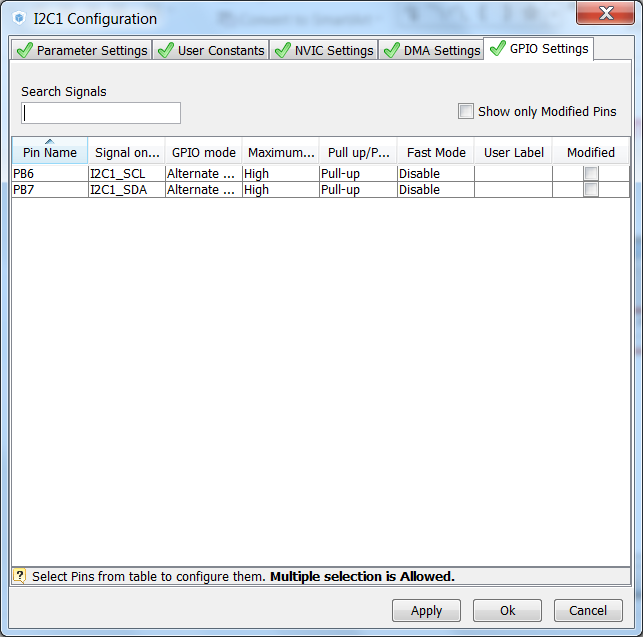 I2C1 Configuration
Parameter Settings User Constants NVIC Settings DMA Settings GPIO Settings
Search Signals
Show only Modified Pins
Pin Name Signal on... GPIO mode Maximum... Pull up/P... Fast Mode User Label Modified
PB6 I2C1_SCL Alternate ... High Pull-up Disable
PB7 I2C1_SDA Alternate ... High Pull-up Disable
? Select Pins from table to configure them. Multiple selection is Allowed.
Apply Ok Cancel